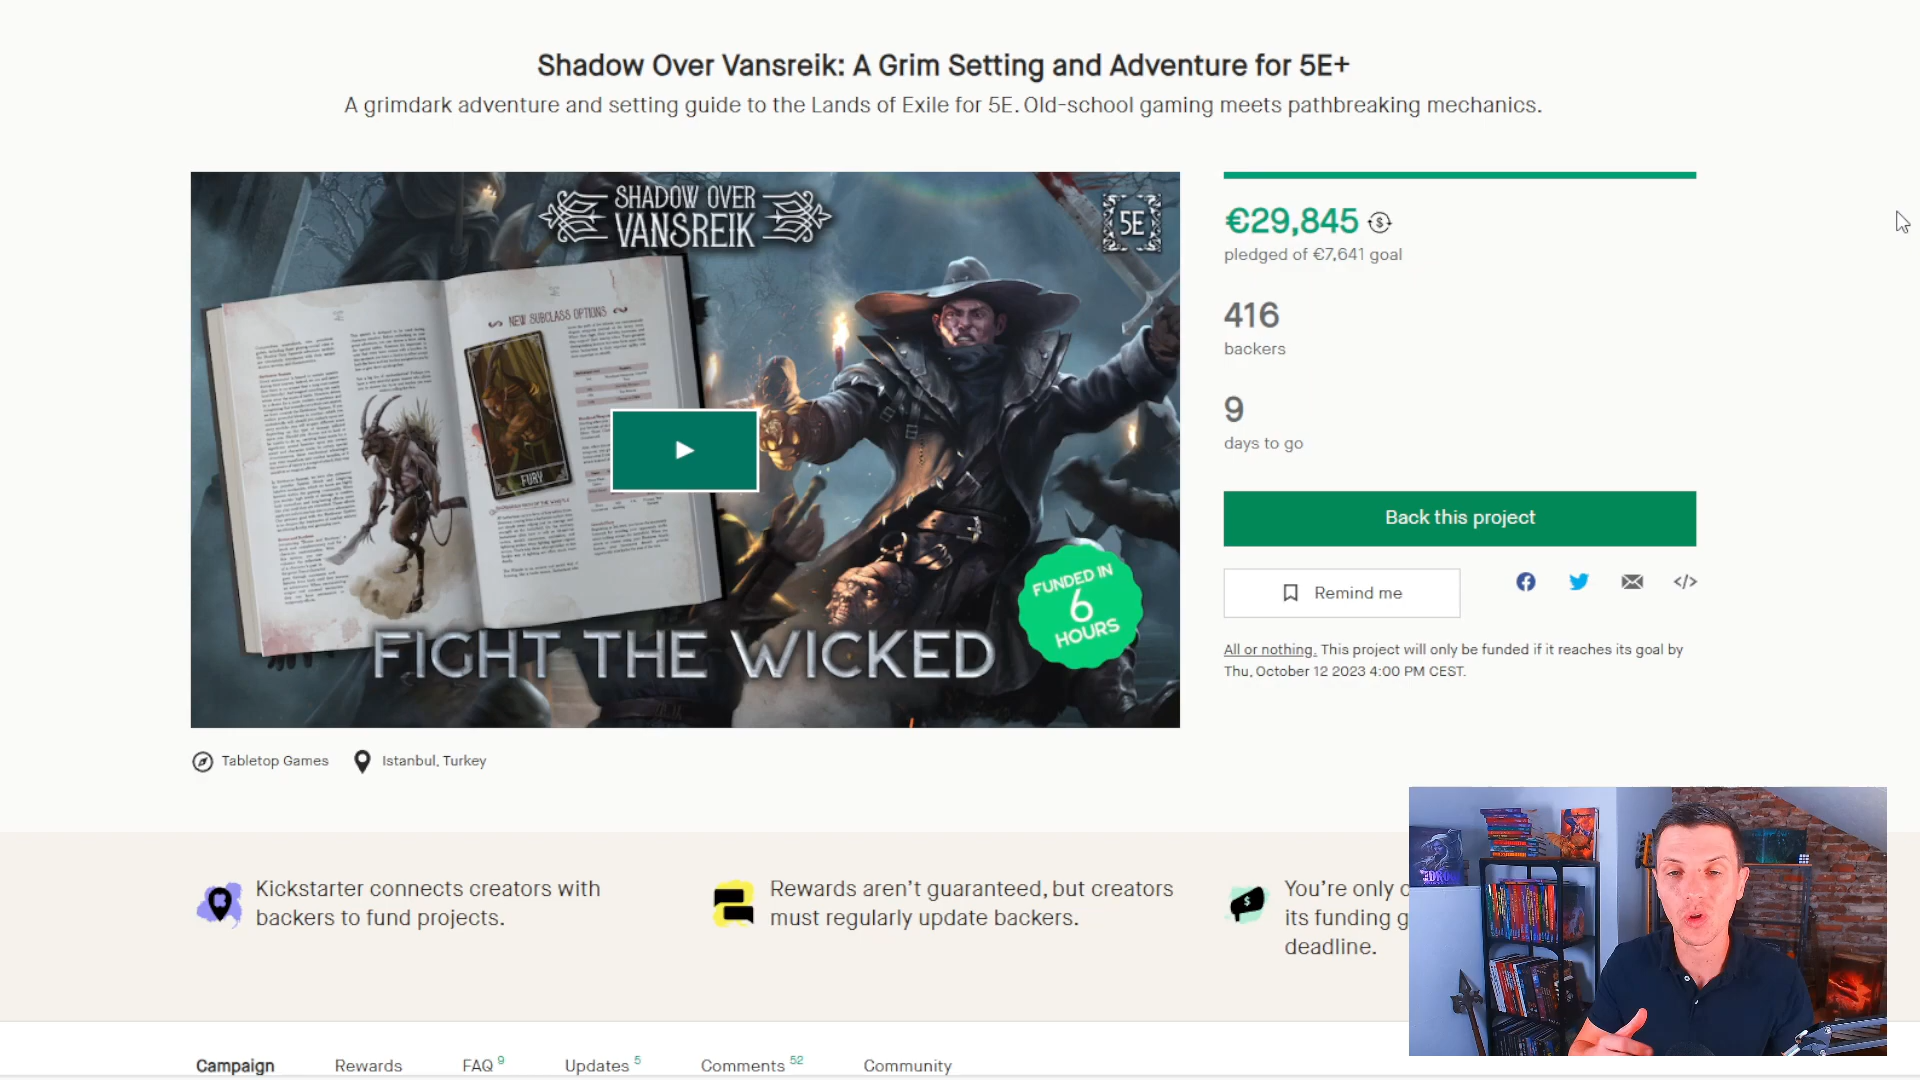 Shadow Over Vansreik: A Grim Setting and Adventure for 5E+
A grimdark adventure and setting guide to the Lands of Exile for 5E. Old-school gaming meets pathbreaking mechanics.
SHADOW OVER
VANSREIK
5E
NEW SUBCLASS OPTIONS
FURY
FUNDED IN
6
HOURS
FIGHT THE WICKED
€29,845
pledged of €7,641 goal
416
backers
9
days to go
Back this project
Remind me
</>
All or nothing. This project will only be funded if it reaches its goal by
Thu, October 12 2023 4:00 PM CEST.
Tabletop Games
Istanbul, Turkey
Kickstarter connects creators with
backers to fund projects.
Rewards aren't guaranteed, but creators
must regularly update backers.
You're only
its funding
deadline.
Campaign
Rewards
FAQ 9
Updates 5
Comments 52
Community